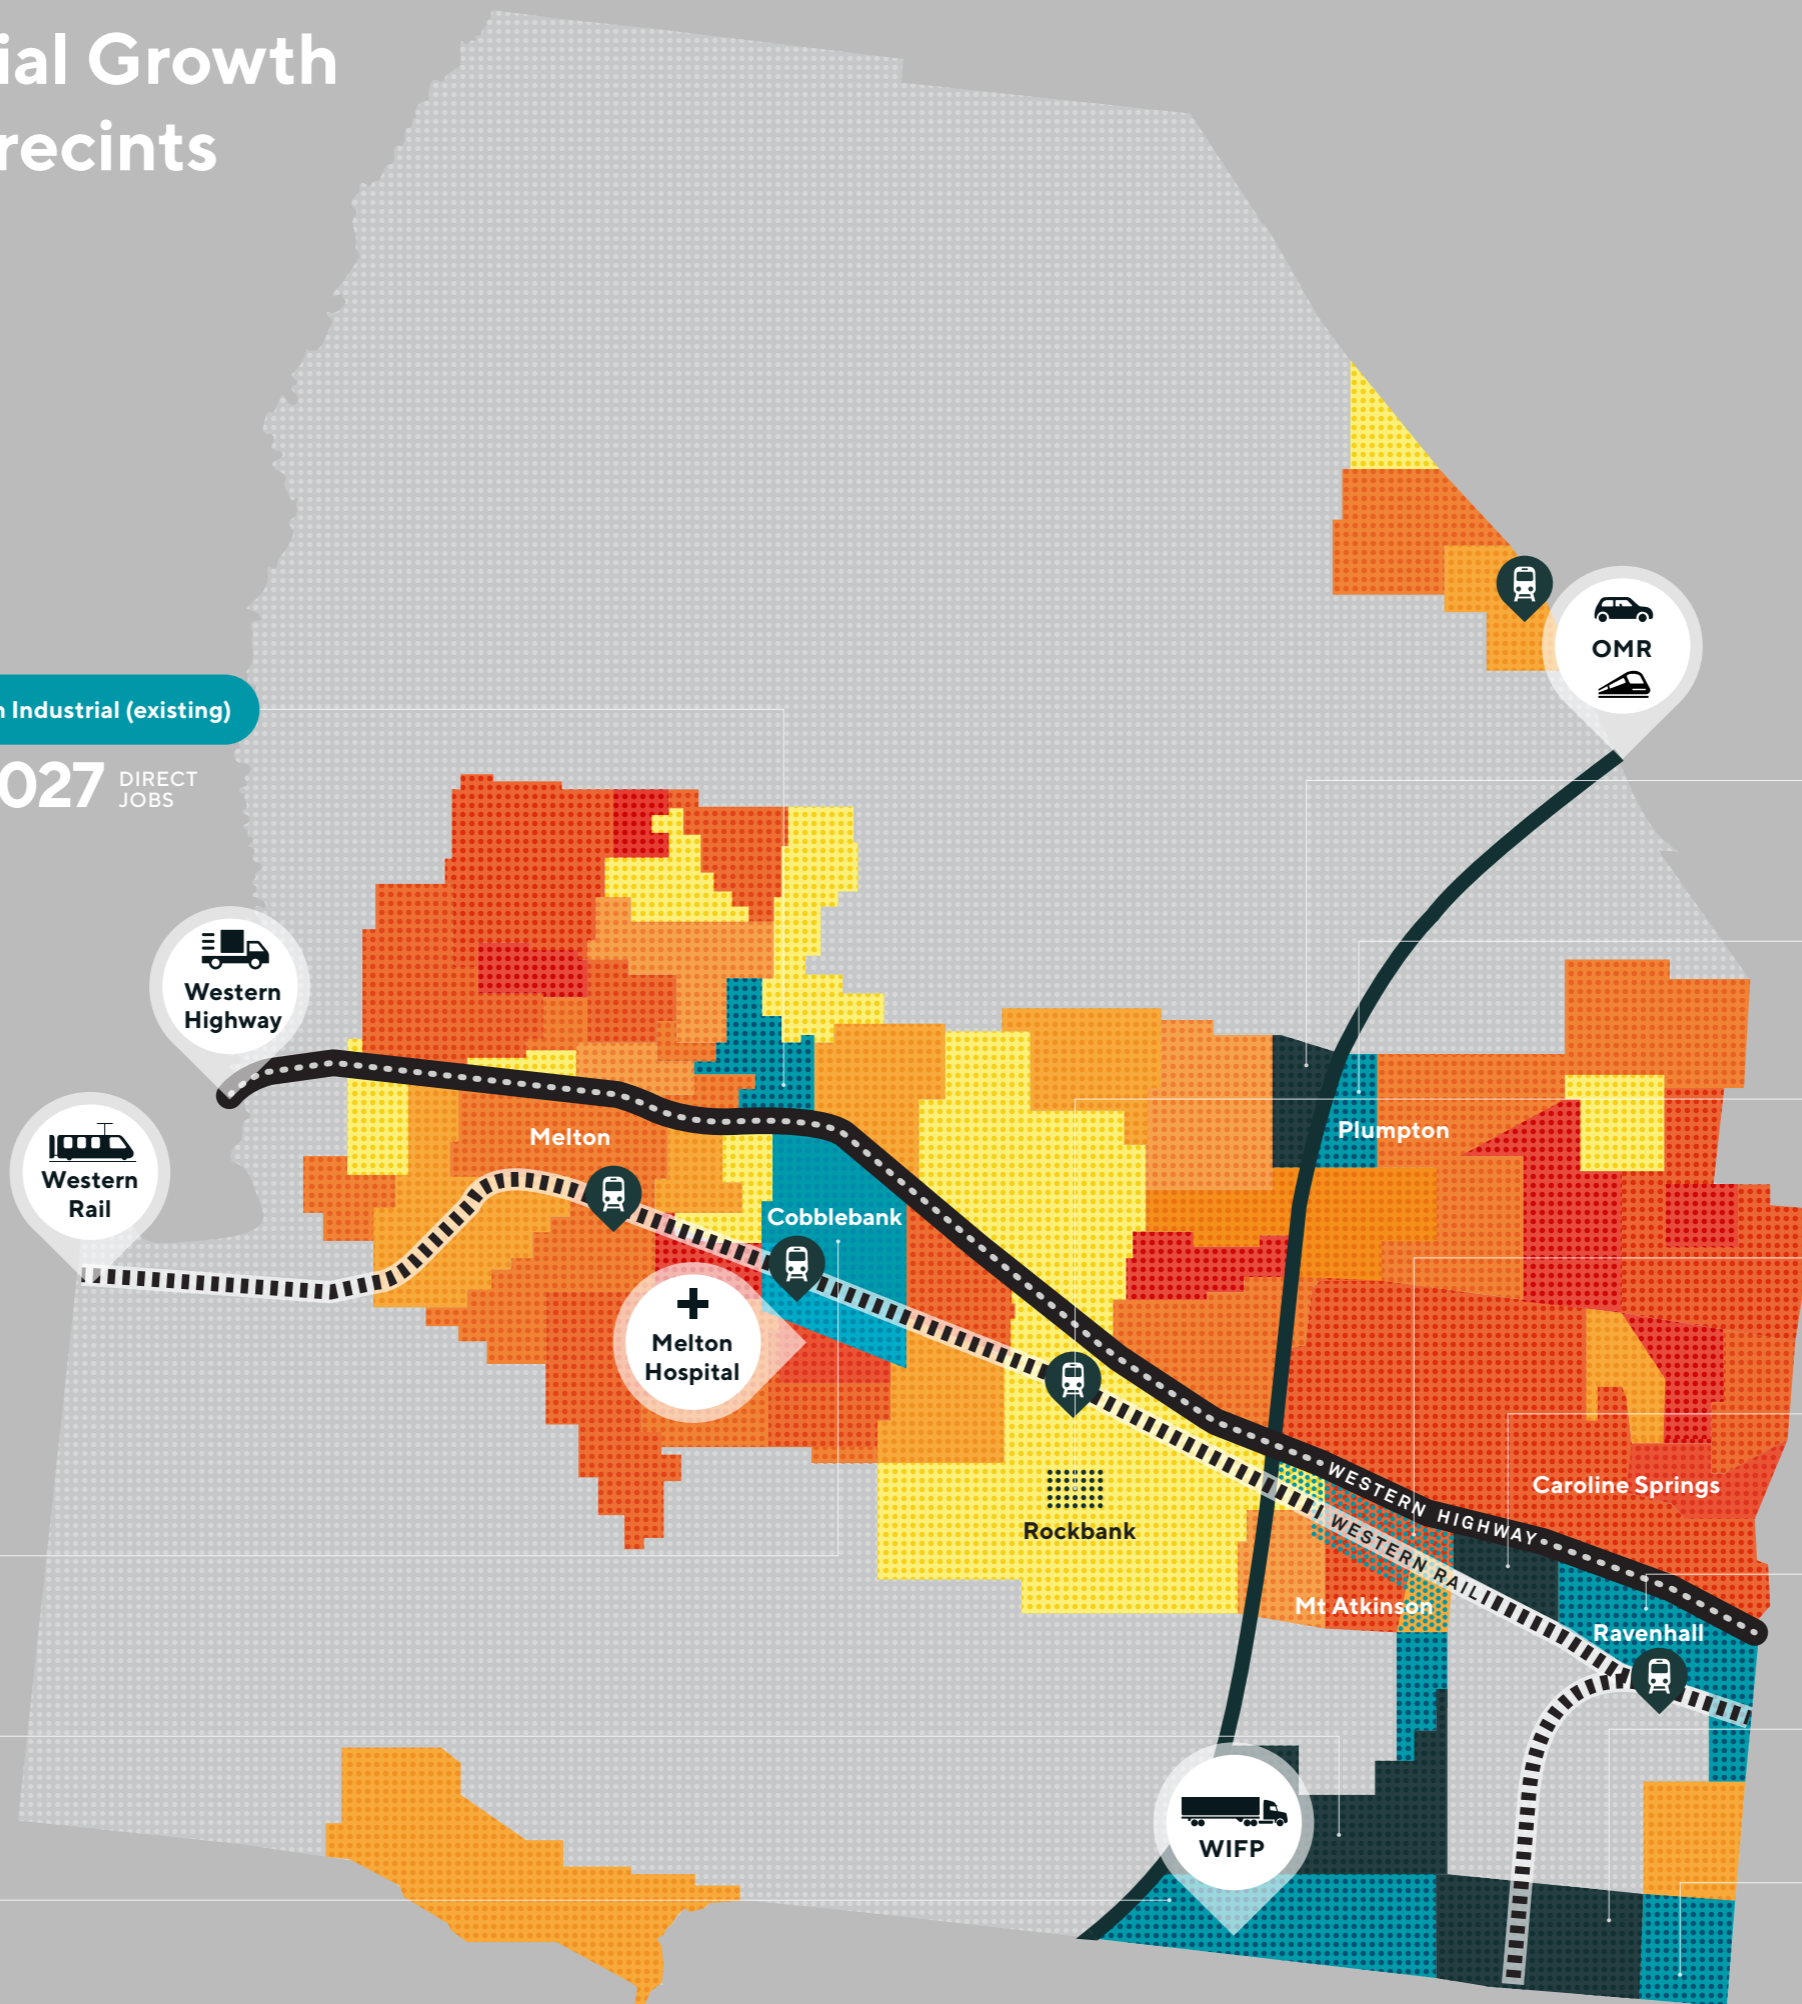 ial Growth
recints
OMR
n Industrial (existing)
027 DIRECT
JOBS
Western
Highway
Melton
Plumpton
Western
Rail
Cobblebank
Melton
Hospital
WESTERN HIGHWAY
Caroline Springs
Rockbank
WESTERN RAIL
Mt Atkinson
Ravenhall
WIFP